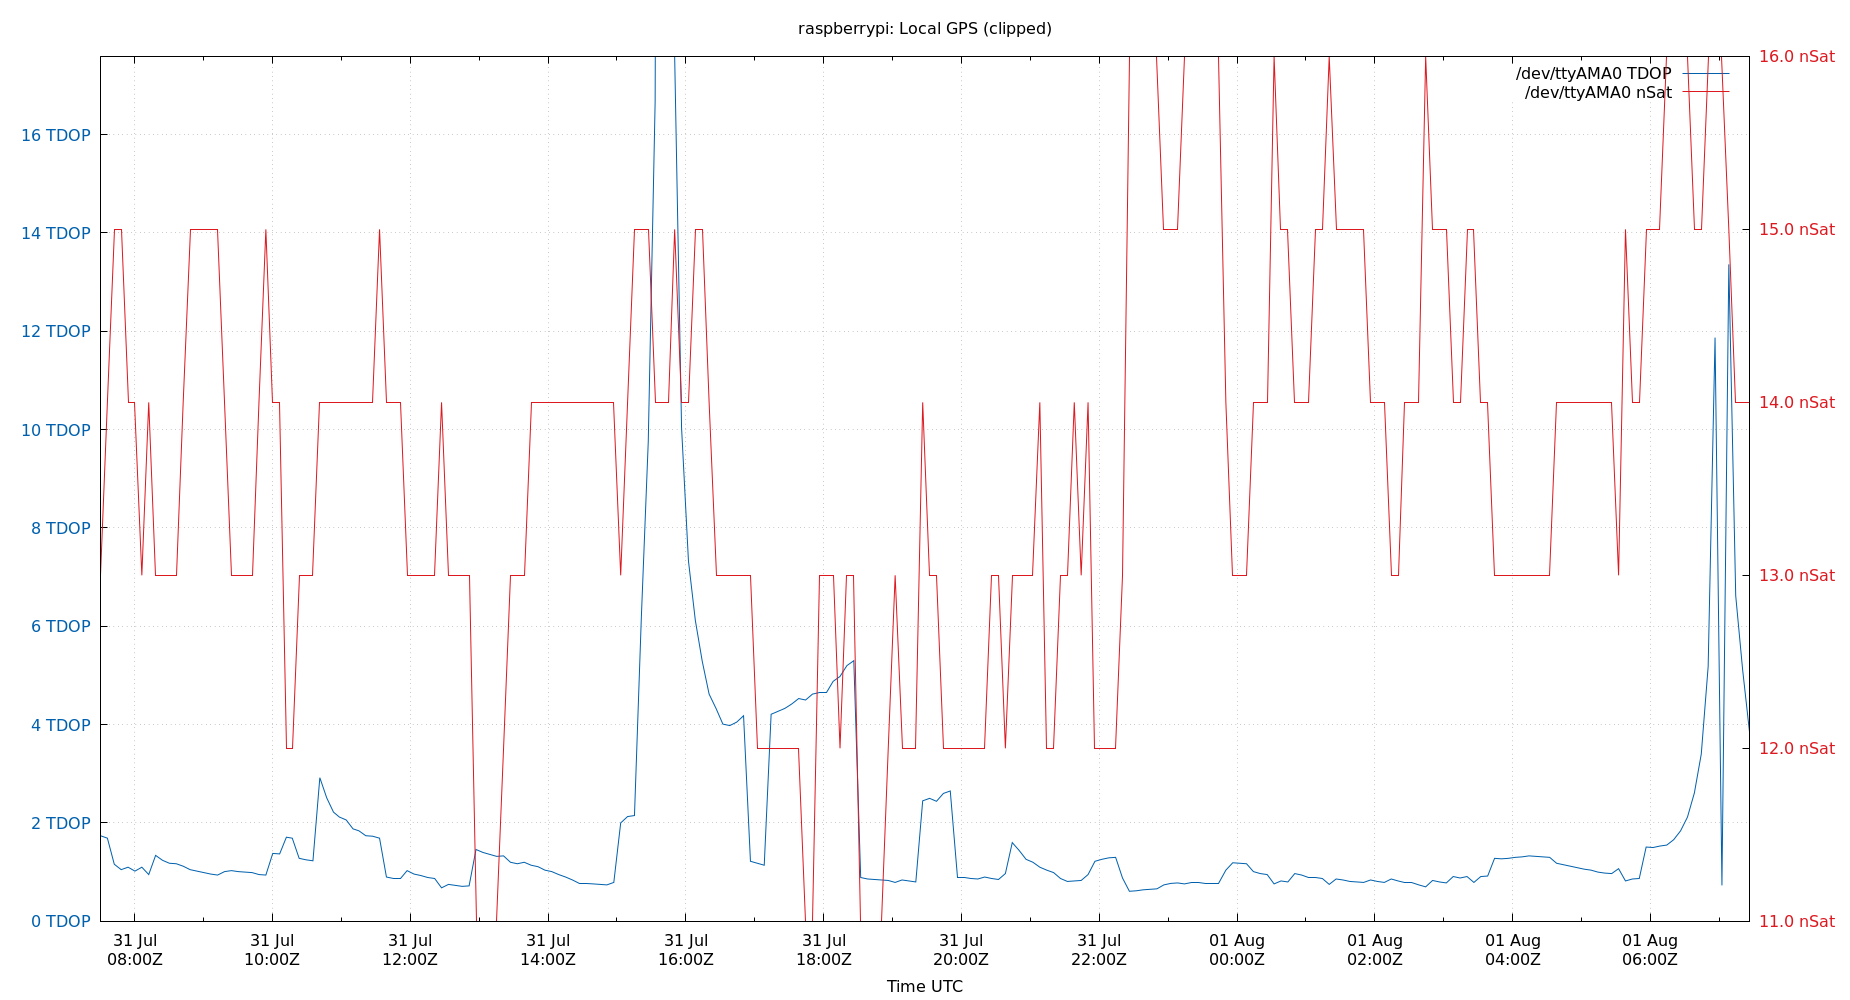 raspberrypi: Local GPS (clipped)
/dev/ttyAMA0 TDOP
/dev/ttyAMA0 nSat
16 TDOP
14 TDOP
12 TDOP
10 TDOP
8 TDOP
6 TDOP
4 TDOP
2 TDOP
0 TDOP
16.0 nSat
15.0 nSat
14.0 nSat
13.0 nSat
12.0 nSat
11.0 nSat
31 Jul
08:00Z
31 Jul
10:00Z
31 Jul
12:00Z
31 Jul
14:00Z
31 Jul
16:00Z
31 Jul
18:00Z
31 Jul
20:00Z
31 Jul
22:00Z
01 Aug
00:00Z
01 Aug
02:00Z
01 Aug
04:00Z
01 Aug
06:00Z
Time UTC